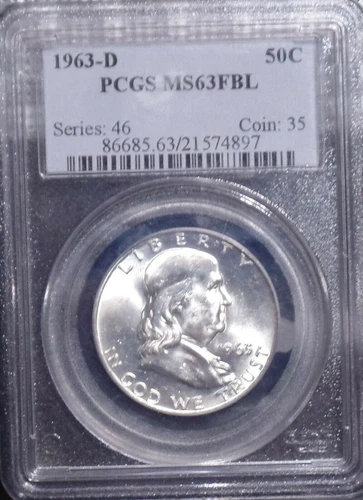 1963-D 50C
PCGS MS63FBL
Series: 46 Coin: 35
86685.63/21574897
LIBERTY
1963
IN GOD WE TRUST